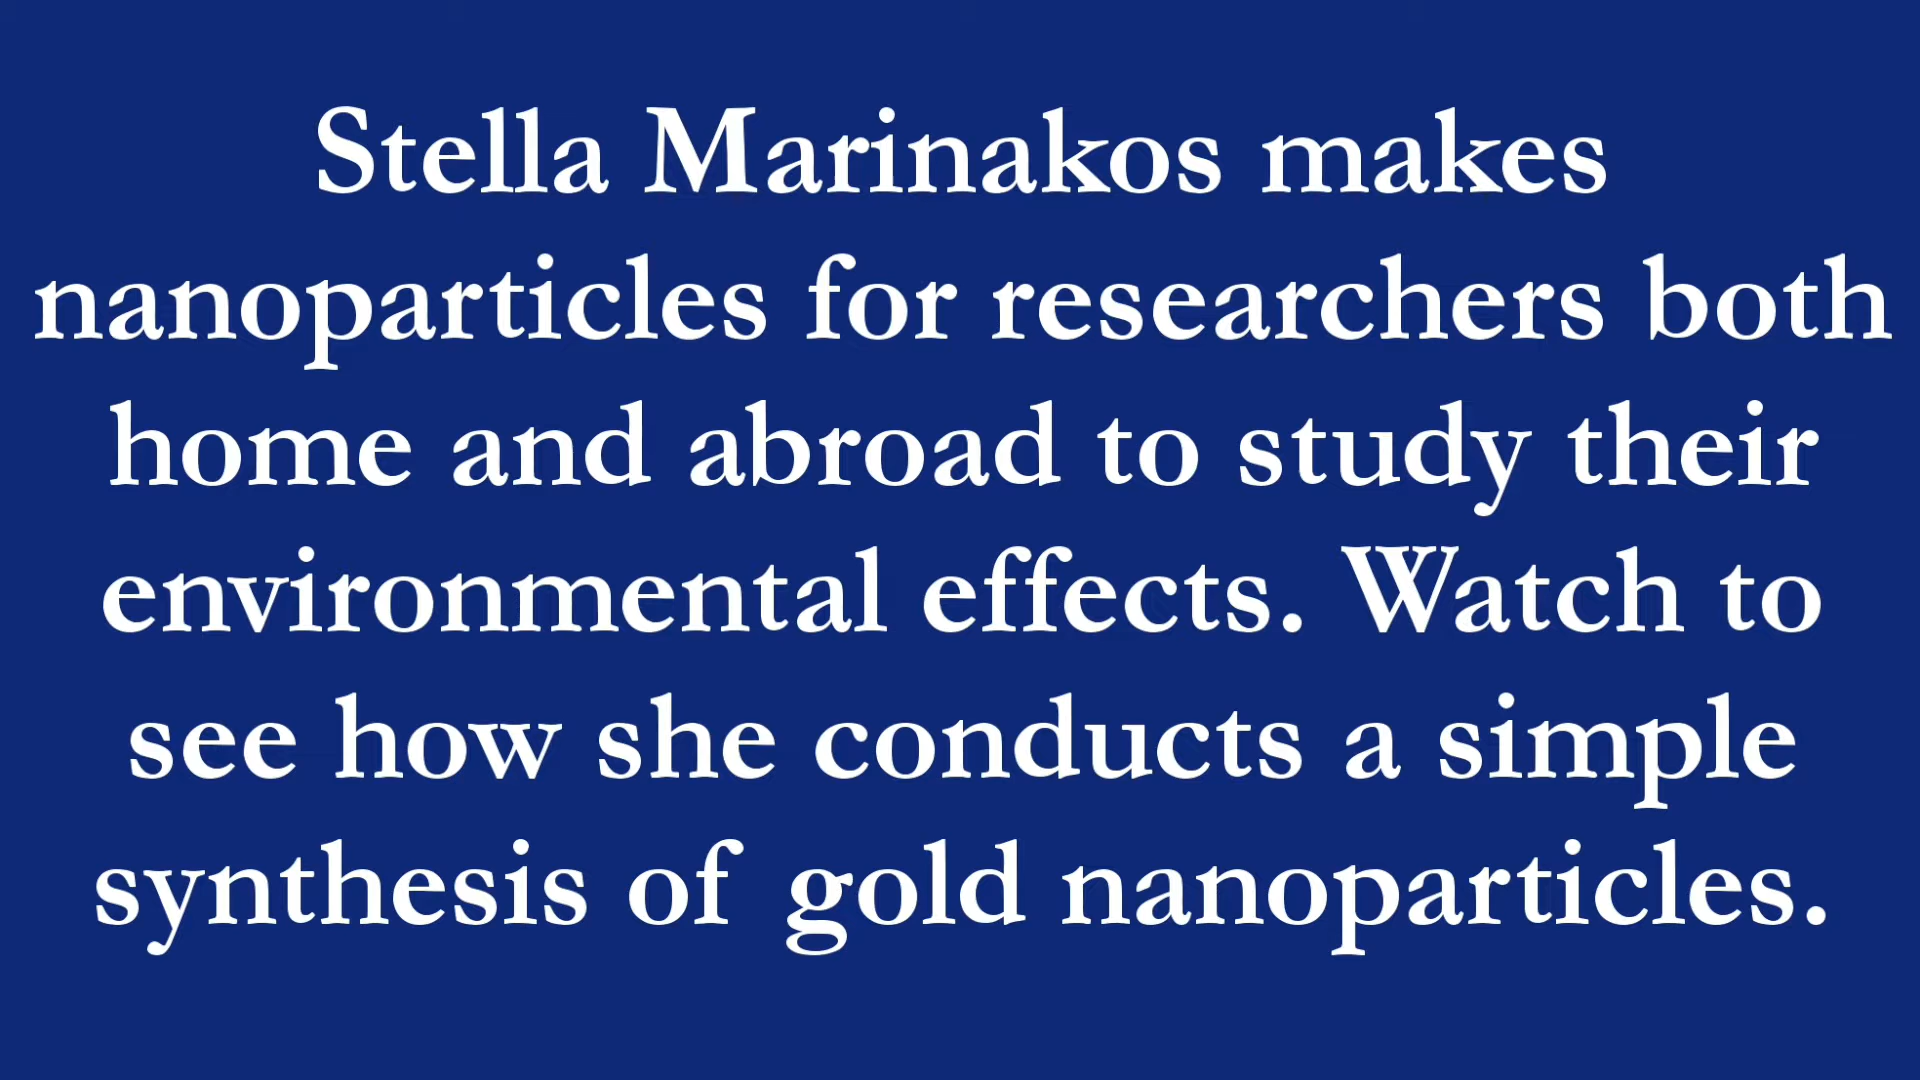 Stella Marinakos makes
nanoparticles for researchers both
home and abroad to study their
environmental effects. Watch to
see how she conducts a simple
synthesis of gold nanoparticles.